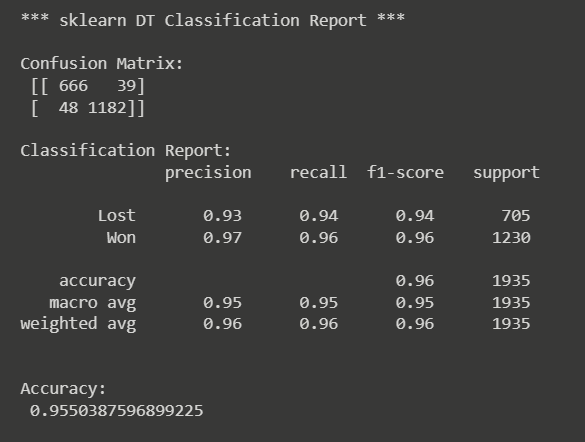 *** sklearn DT Classification Report ***
Confusion Matrix:
[[ 666   39]
[  48 1182]]
Classification Report:
precision    recall  f1-score   support
Lost       0.93      0.94      0.94       705
Won       0.97      0.96      0.96      1230
accuracy                           0.96      1935
macro avg       0.95      0.95      0.95      1935
weighted avg       0.96      0.96      0.96      1935
Accuracy:
0.9550387596899225